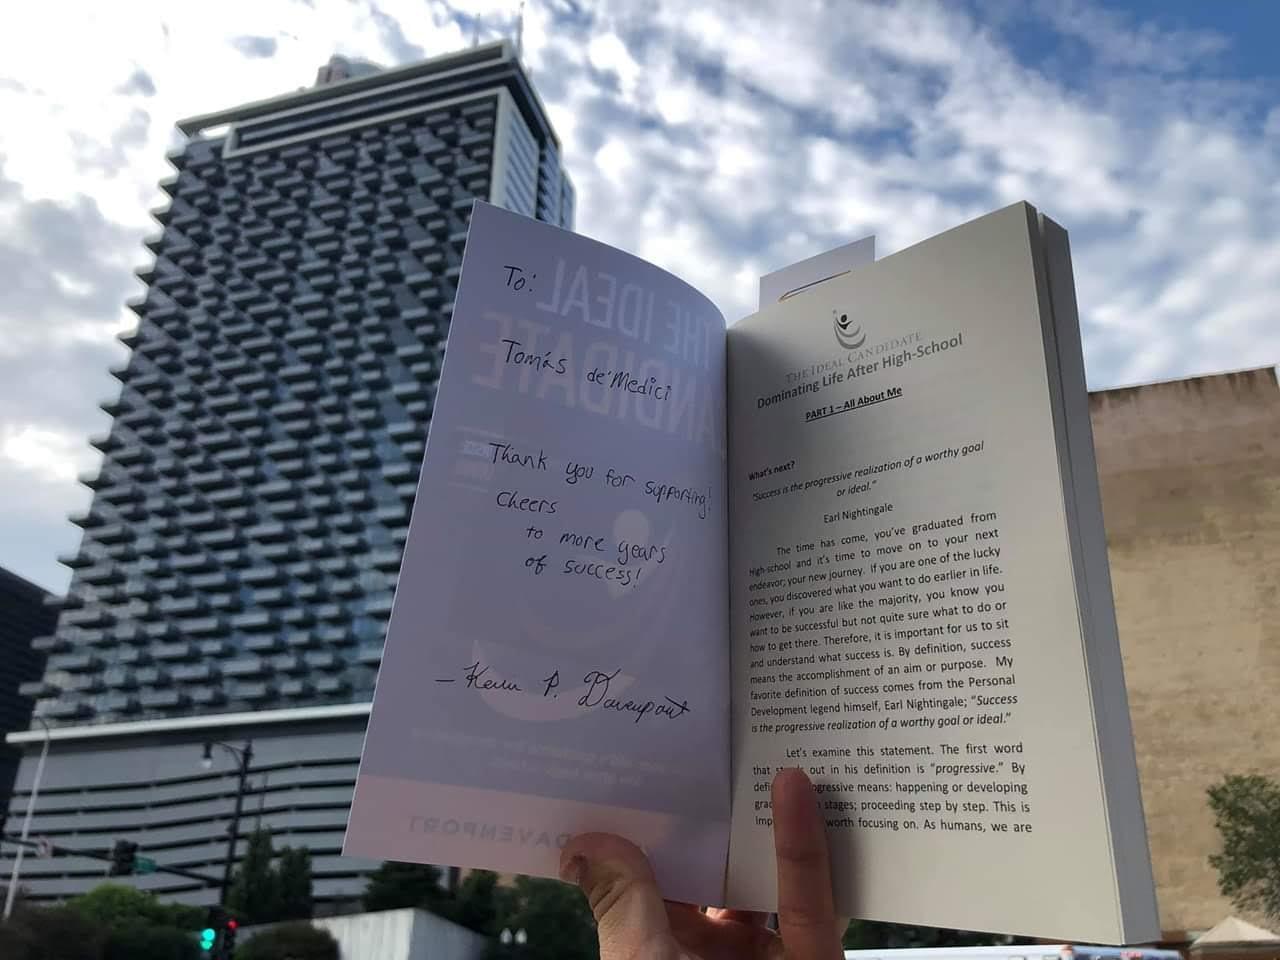 To:
Tomás de'Medici
Thank you for supporting!
Cheers
to more years
of success!
- Kevin P. Davenport
THE IDEAL
CANDIDATE
DAVENPORT
THE IDEAL CANDIDATE
Dominating Life After High-School
PART 1 – All About Me
What's next?
"Success is the progressive realization of a worthy goal
or ideal."
Earl Nightingale
The time has come, you've graduated from
High-school and it's time to move on to your next
endeavor; your new journey. If you are one of the lucky
ones, you discovered what you want to do earlier in life.
However, if you are like the majority, you know you
want to be successful but not quite sure what to do or
how to get there. Therefore, it is important for us to sit
and understand what success is. By definition, success
means the accomplishment of an aim or purpose. My
favorite definition of success comes from the Personal
Development legend himself, Earl Nightingale; "Success
is the progressive realization of a worthy goal or ideal."
Let's examine this statement. The first word
that out in his definition is "progressive." By
means: happening or developing
stages; proceeding step by step. This is
worth focusing on. As humans, we are